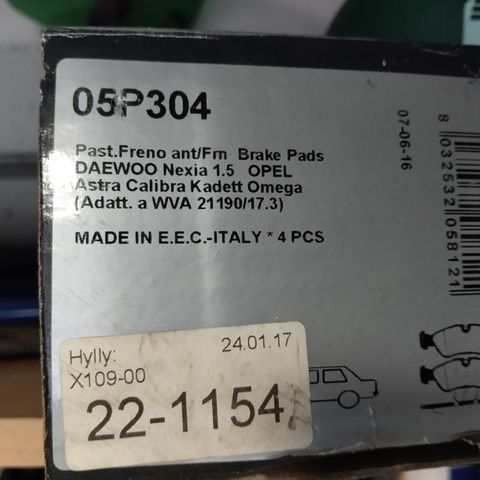 05P304
Past.Freno ant/Frn Brake Pads
DAEWOO Nexia 1.5 OPEL
Astra Calibra Kadett Omega
(Adatt. a WVA 21190/17.3)
MADE IN E.E.C.-ITALY * 4 PCS
07-06-16
8 032532 058121
Hylly: 24.01.17
X109-00
22-1154